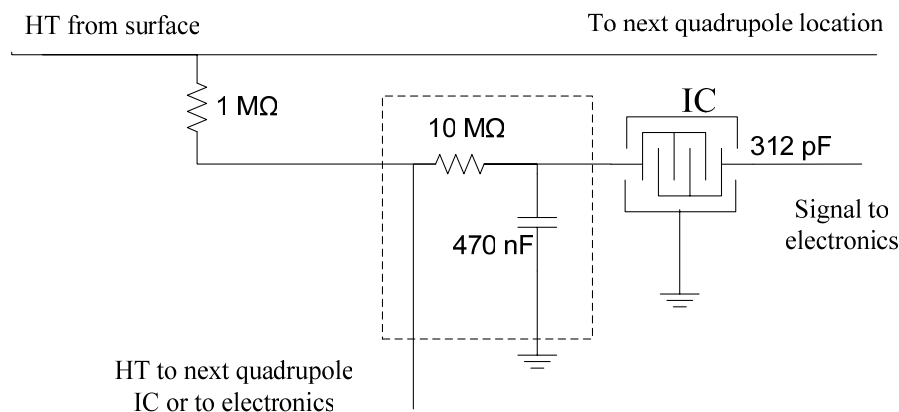 HT from surface
To next quadrupole location
1 MΩ
10 MΩ
IC
312 pF
470 nF
Signal to
electronics
HT to next quadrupole
IC or to electronics